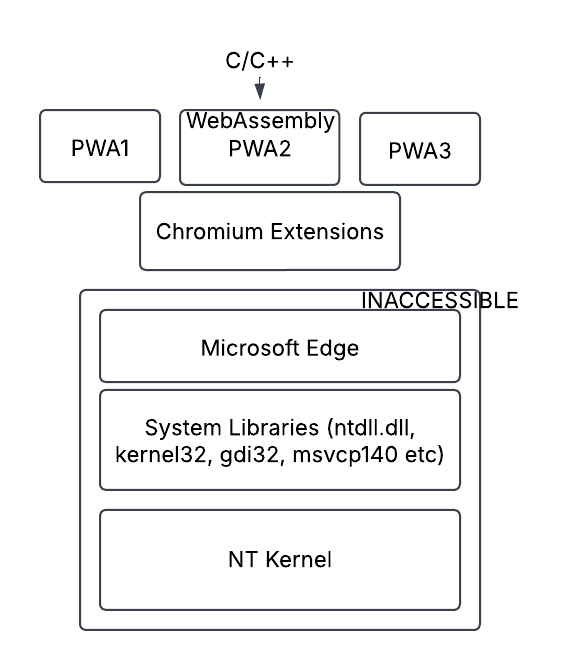 C/C++
WebAssembly
PWA1
PWA2
PWA3
Chromium Extensions
INACCESSIBLE
Microsoft Edge
System Libraries (ntdll.dll,
kernel32, gdi32, msvcp140 etc)
NT Kernel